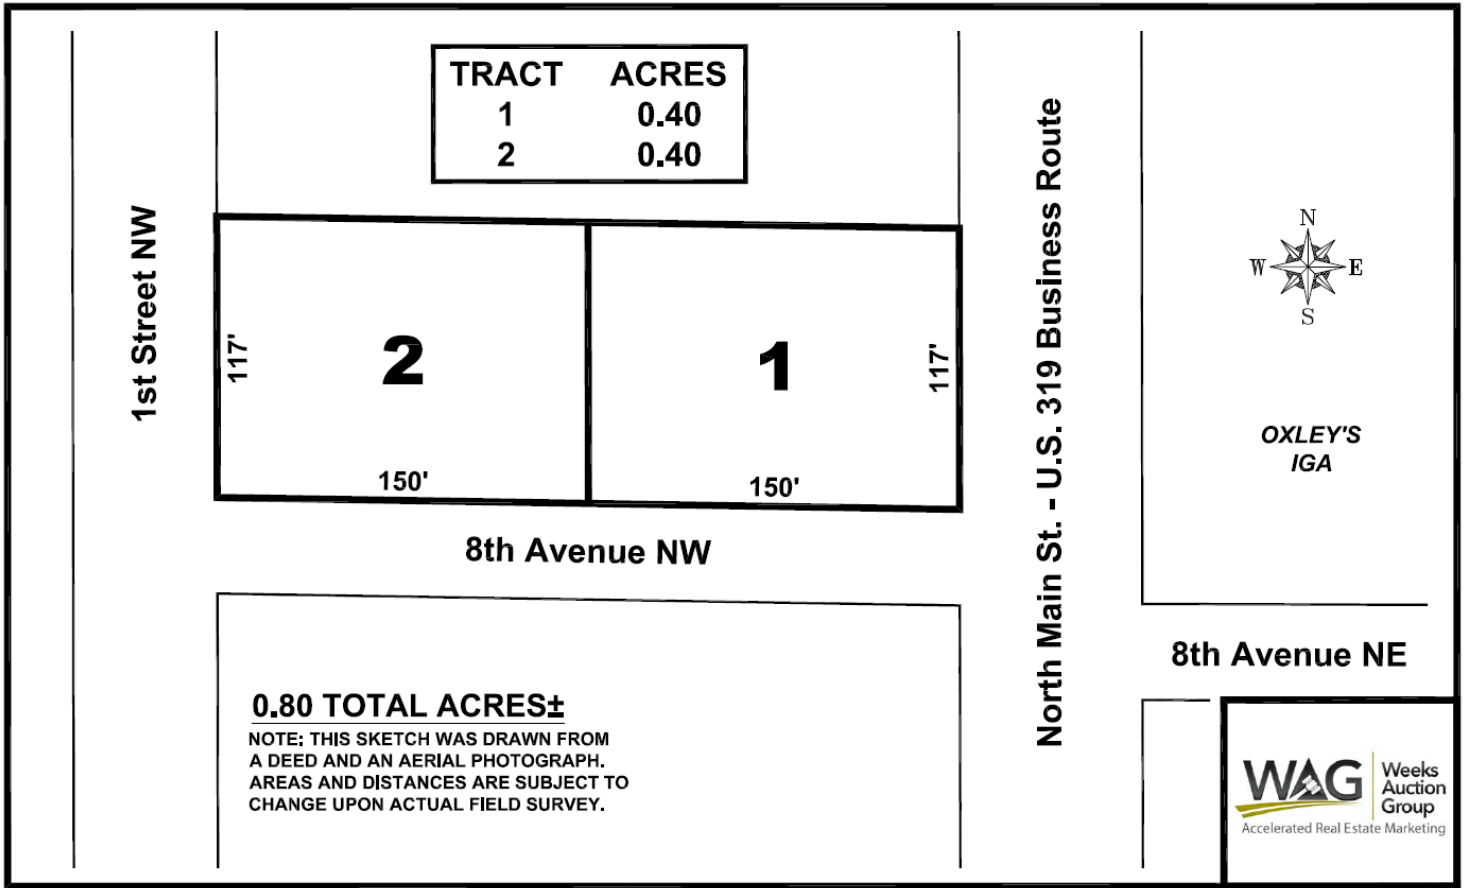 TRACT ACRES
1 0.40
2 0.40
1st Street NW
117'
2
150'
1
117'
150'
8th Avenue NW
North Main St. - U.S. 319 Business Route
N
W E
S
OXLEY'S
IGA
8th Avenue NE
0.80 TOTAL ACRES±
NOTE: THIS SKETCH WAS DRAWN FROM
A DEED AND AN AERIAL PHOTOGRAPH.
AREAS AND DISTANCES ARE SUBJECT TO
CHANGE UPON ACTUAL FIELD SURVEY.
WAG
Weeks
Auction
Group
Accelerated Real Estate Marketing